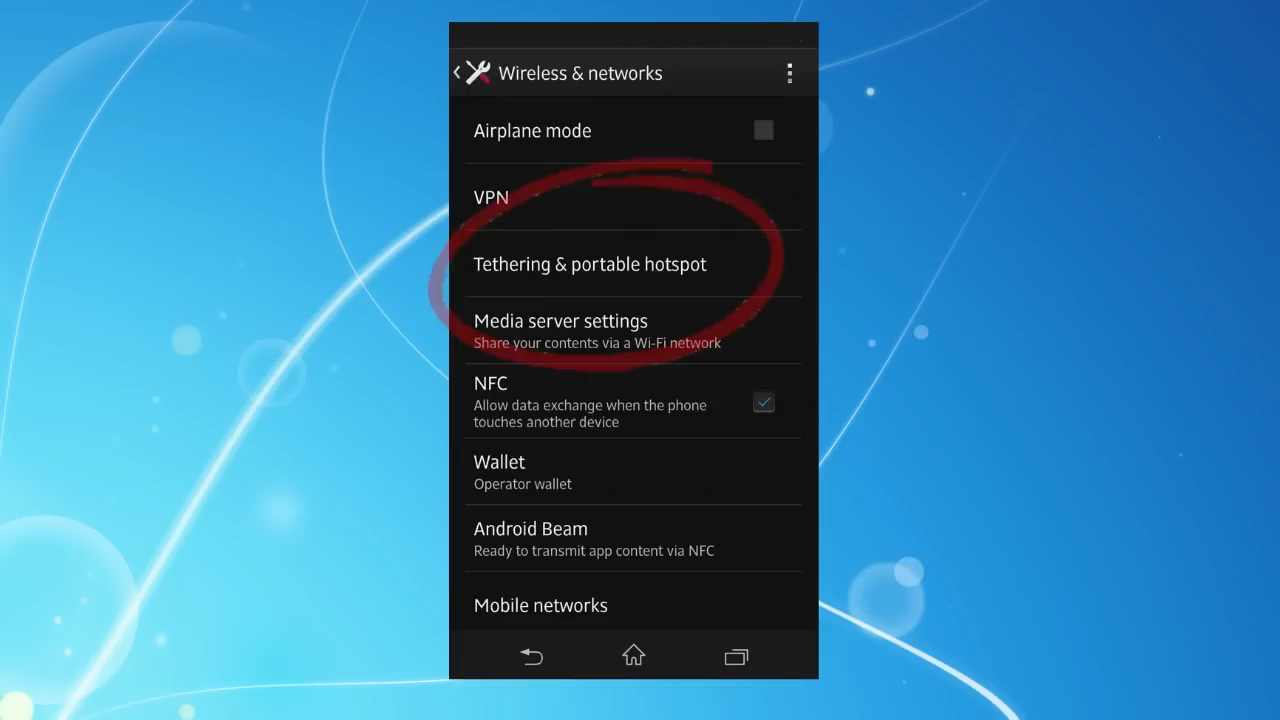 Wireless & networks
Airplane mode
VPN
Tethering & portable hotspot
Media server settings
Share your contents via a Wi-Fi network
NFC
Allow data exchange when the phone
touches another device
Wallet
Operator wallet
Android Beam
Ready to transmit app content via NFC
Mobile networks